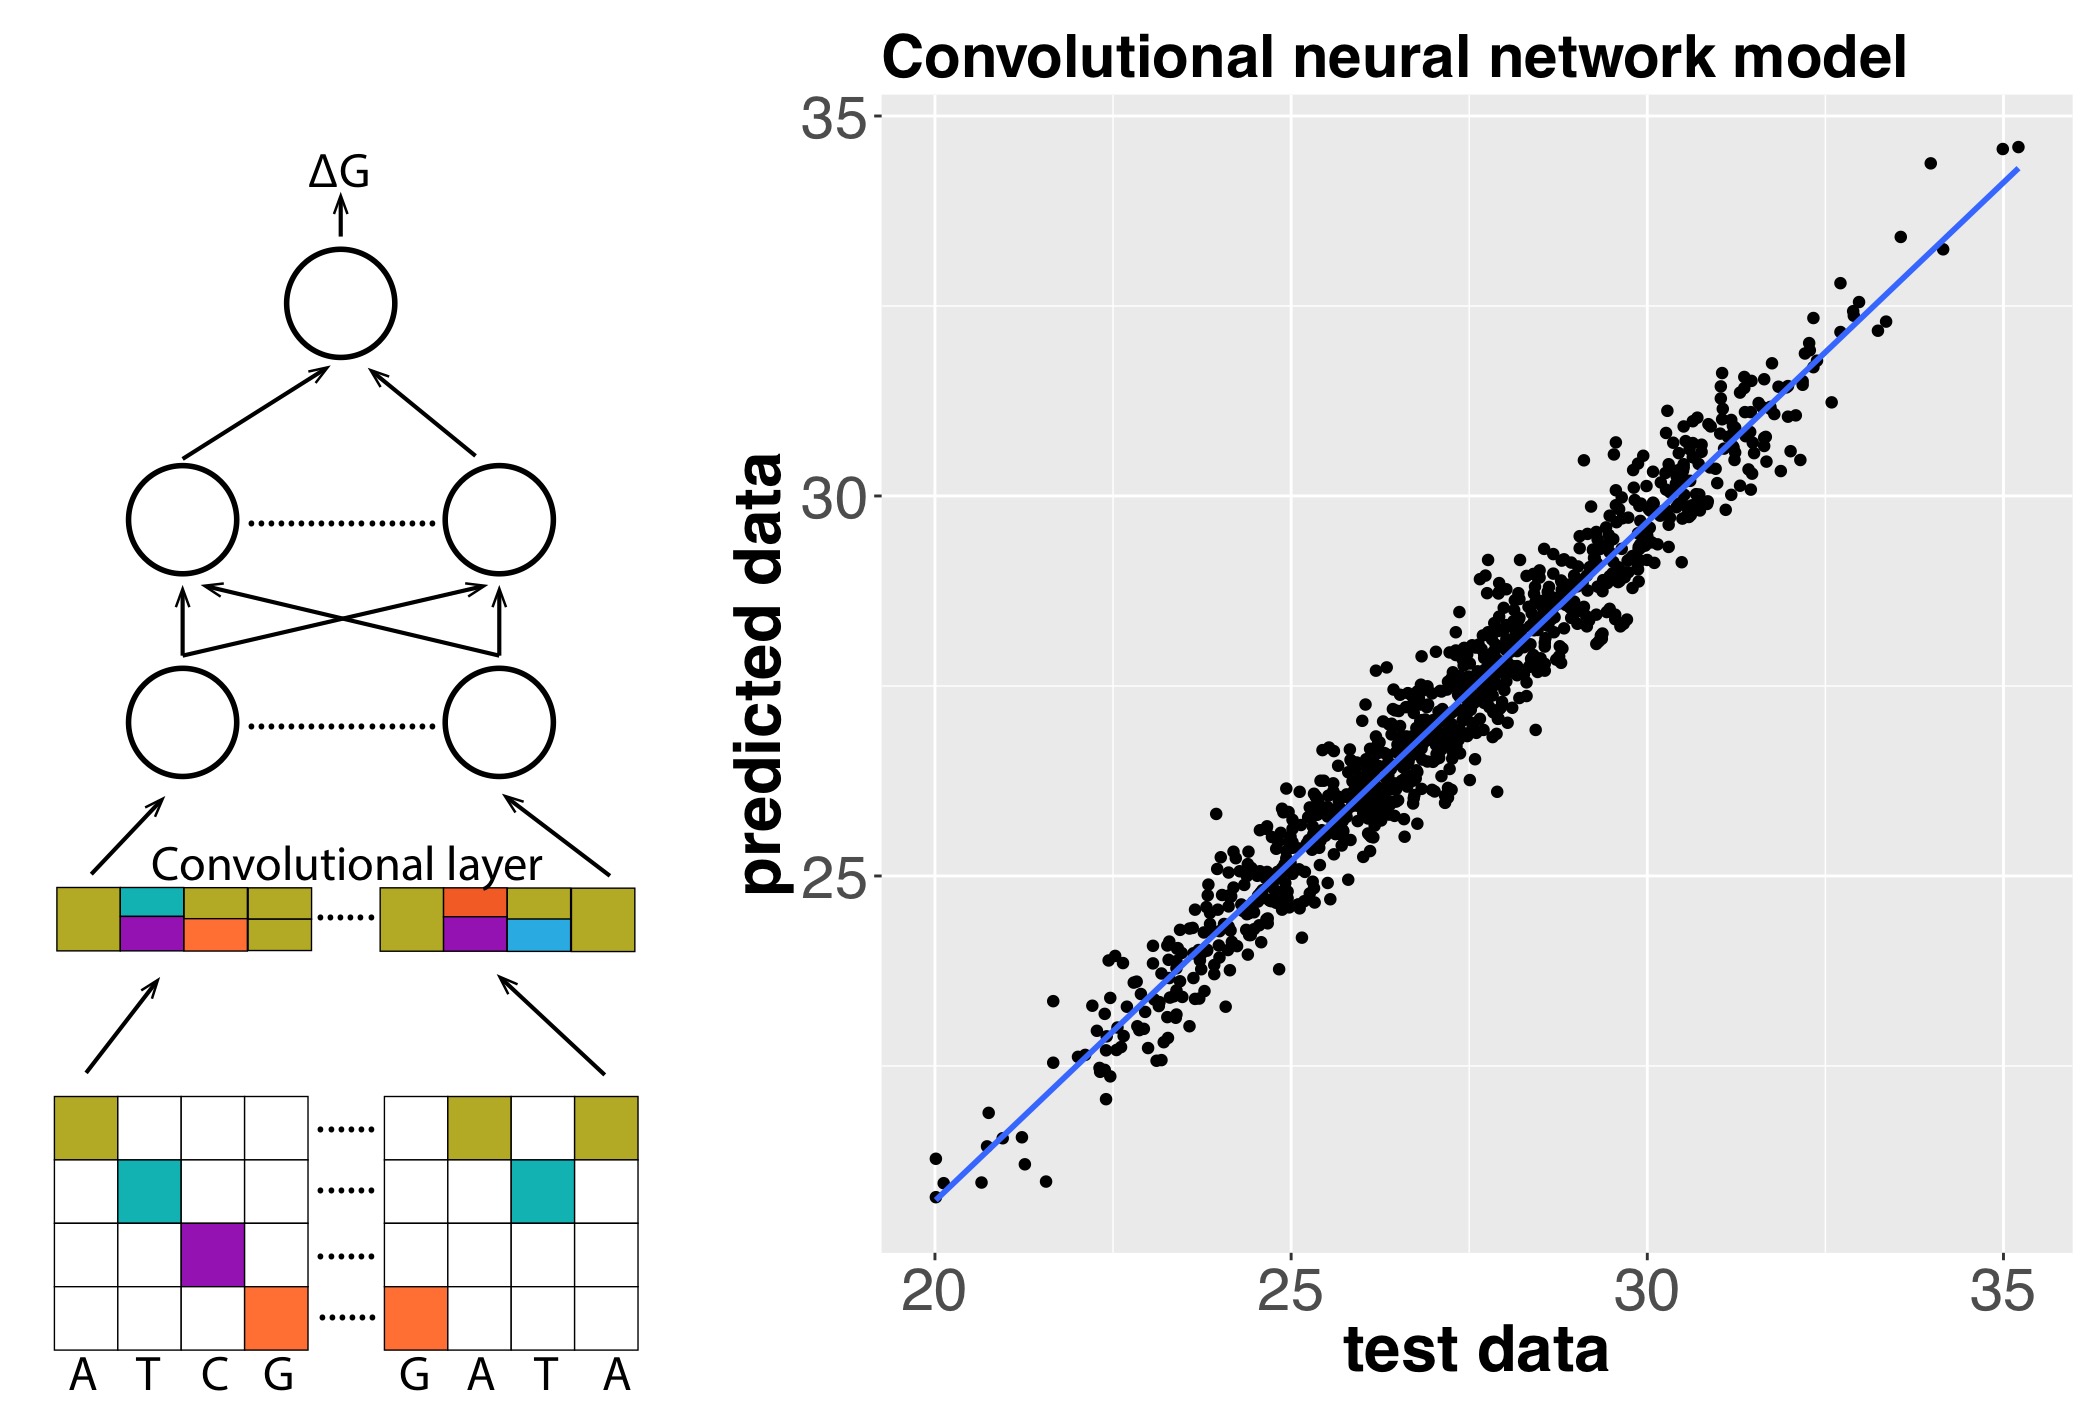 ΔG
Convolutional layer
A T C G G A T A
Convolutional neural network model
predicted data
35
30
25
20 25 30 35
test data